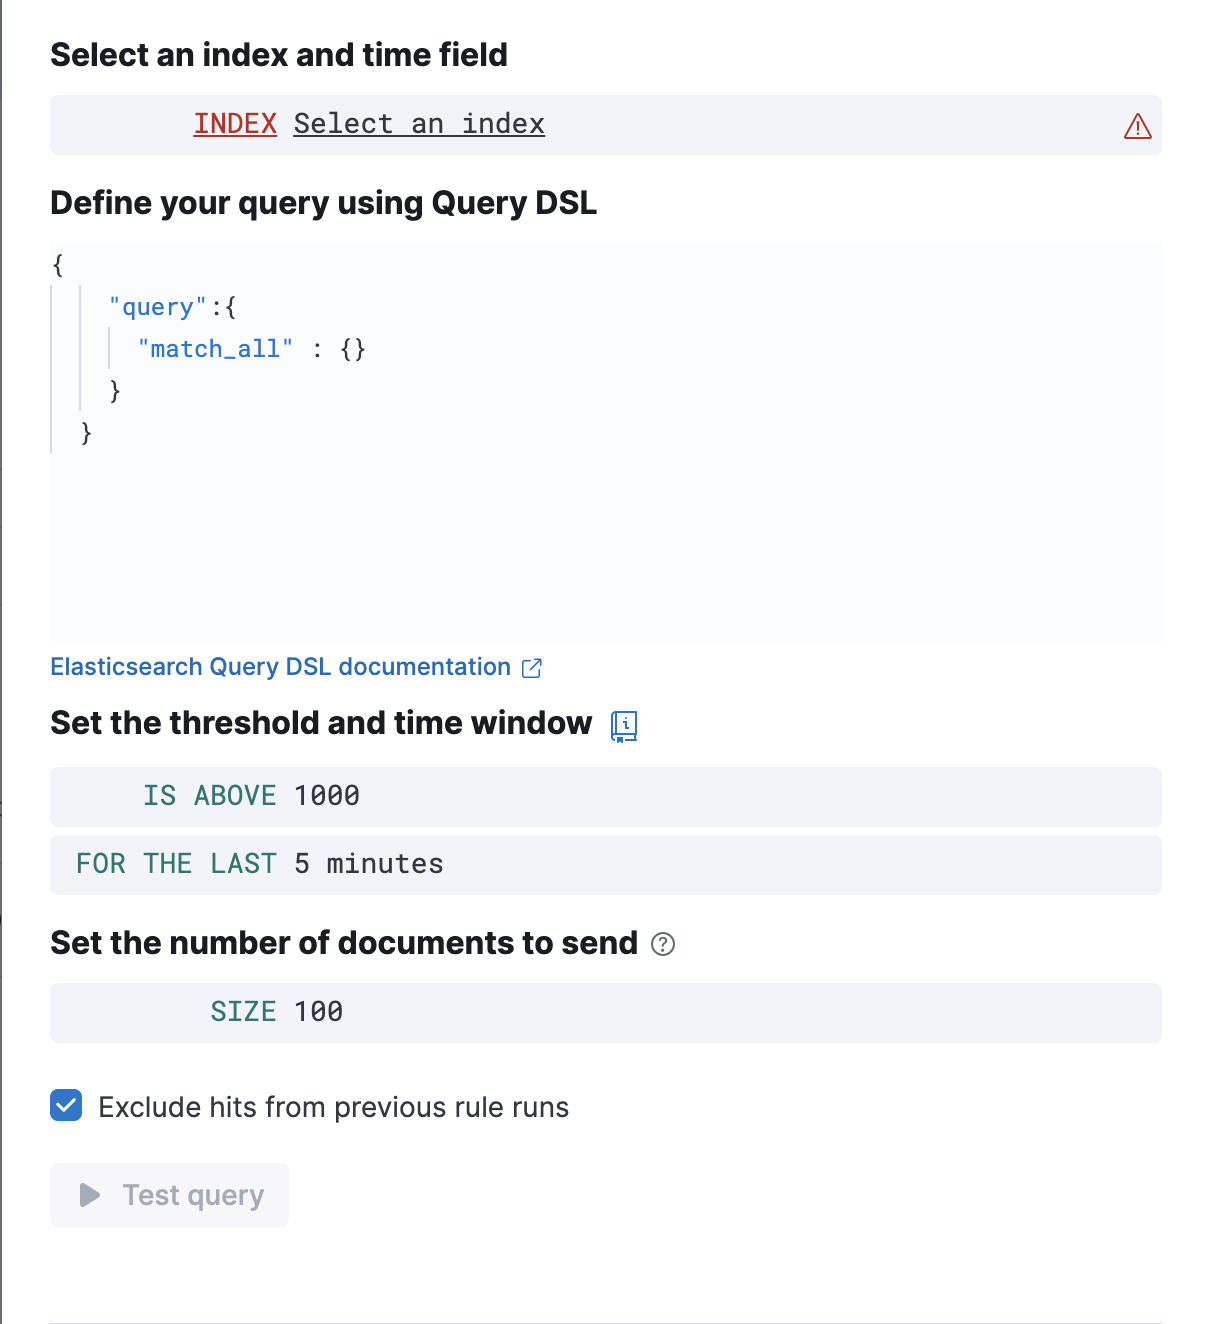 Select an index and time field
INDEX Select an index
Define your query using Query DSL
{
"query":{
"match_all" : {}
}
}
Elasticsearch Query DSL documentation
Set the threshold and time window
IS ABOVE 1000
FOR THE LAST 5 minutes
Set the number of documents to send
SIZE 100
Exclude hits from previous rule runs
Test query